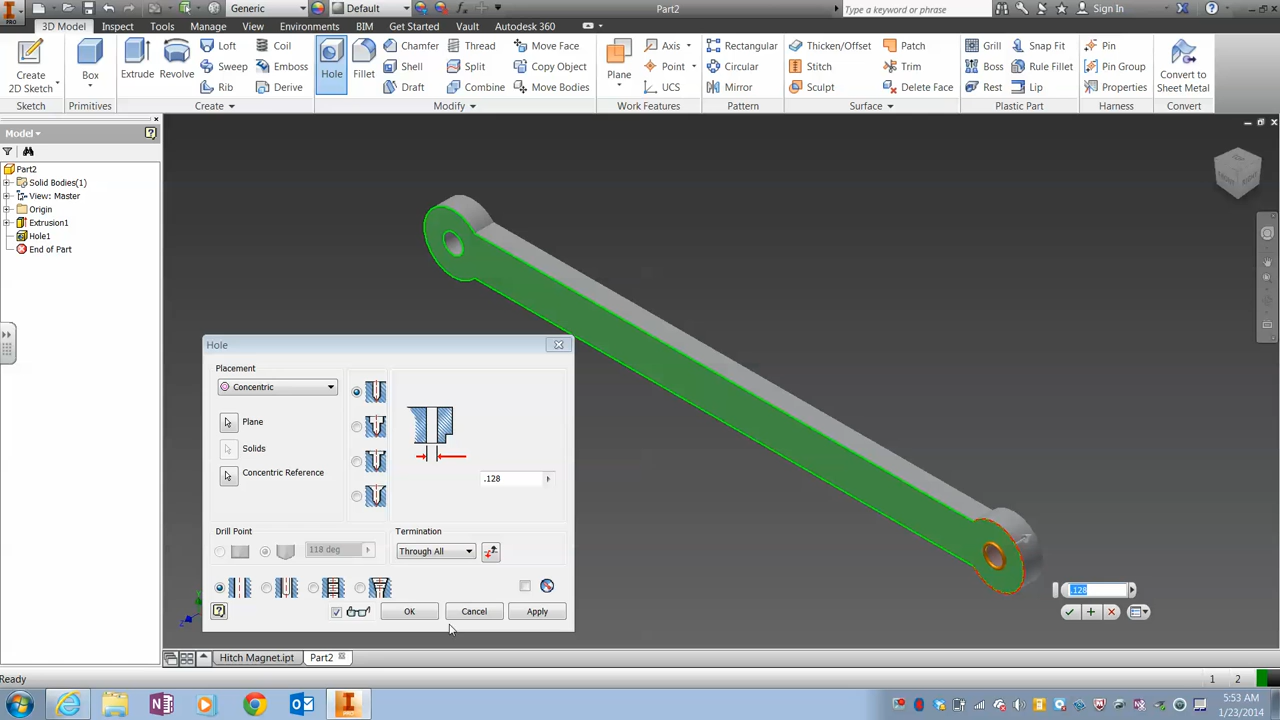 Generic
Default
Part2
Type a keyword or phrase
Sign In
PRO
3D Model
Inspect
Tools
Manage
View
Environments
BIM
Get Started
Vault
Autodesk 360
Create
2D Sketch
Box
Extrude
Revolve
Loft
Coil
Sweep
Emboss
Rib
Derive
Hole
Fillet
Chamfer
Thread
Move Face
Shell
Split
Copy Object
Draft
Combine
Move Bodies
Plane
Axis
Point
UCS
Rectangular
Circular
Mirror
Thicken/Offset
Patch
Stitch
Trim
Sculpt
Delete Face
Grill
Snap Fit
Boss
Rule Fillet
Rest
Lip
Pin
Pin Group
Properties
Convert to
Sheet Metal
Sketch
Primitives
Create
Modify
Work Features
Pattern
Surface
Plastic Part
Harness
Convert
Model
Part2
Solid Bodies(1)
View: Master
Origin
Extrusion1
Hole1
End of Part
Hole
Placement
Concentric
Plane
Solids
Concentric Reference
.128
Drill Point
118 deg
Termination
Through All
OK
Cancel
Apply
.128
Hitch Magnet.ipt
Part2
Ready
1
2
5:53 AM
1/23/2014